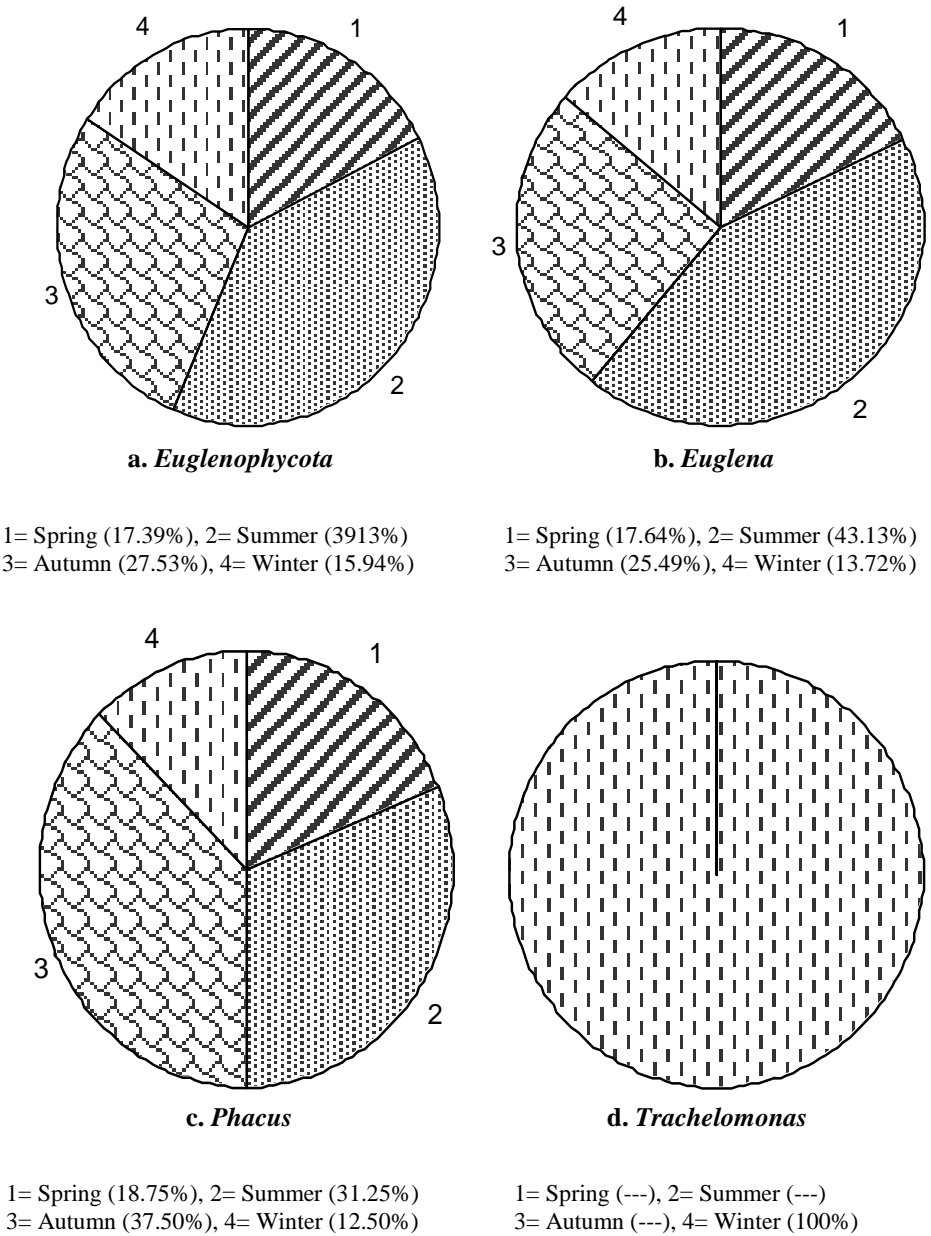 4
1
4
1
3
3
2
2
a. Euglenophycota
b. Euglena
1= Spring (17.39%), 2= Summer (3913%)
3= Autumn (27.53%), 4= Winter (15.94%)
1= Spring (17.64%), 2= Summer (43.13%)
3= Autumn (25.49%), 4= Winter (13.72%)
4
1
3
2
c. Phacus
d. Trachelomonas
1= Spring (18.75%), 2= Summer (31.25%)
3= Autumn (37.50%), 4= Winter (12.50%)
1= Spring (---), 2= Summer (---)
3= Autumn (---), 4= Winter (100%)